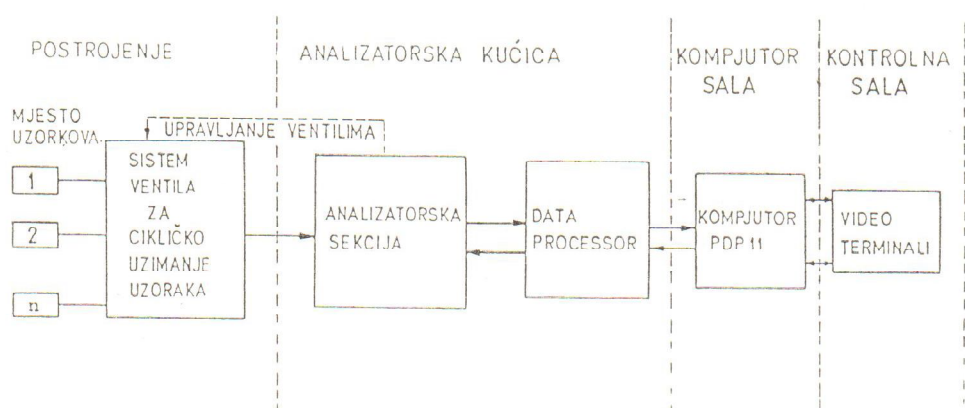 POSTROJENJE
ANALIZATORSKA KUĆICA
KOMPJUTOR
SALA
KONTROLNA
SALA
MJESTO
UZORKOVA.
UPRAVLJANJE VENTILIMA
1
2
n
SISTEM
VENTILA
ZA
CIKLIČKO
UZIMANJE
UZORAKA
ANALIZATORSKA
SEKCIJA
DATA
PROCESSOR
KOMPJUTOR
PDP 11
VIDEO
TERMINALI